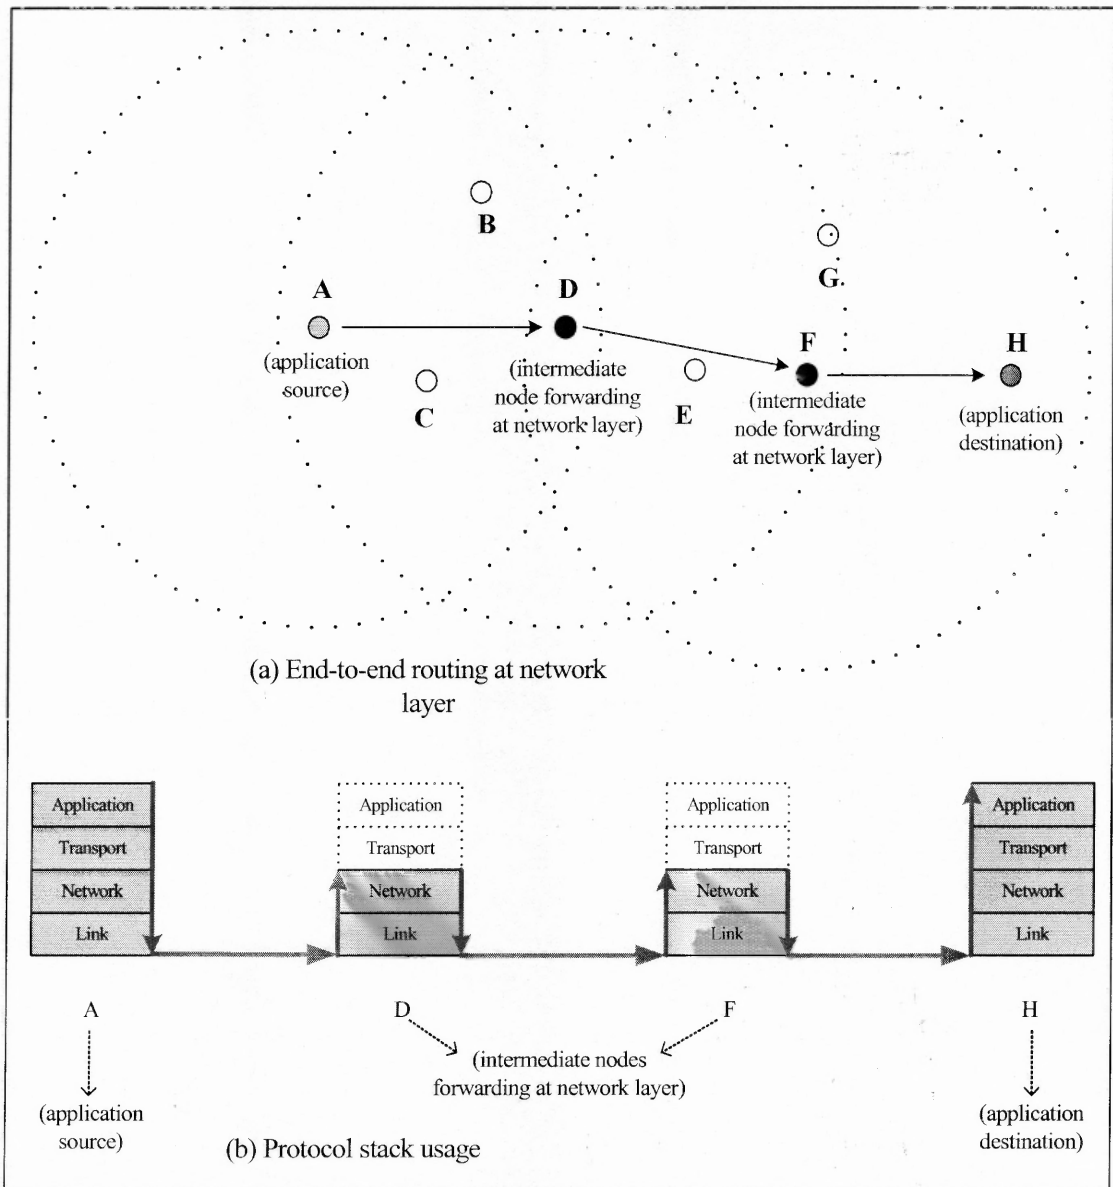 B
G
A
D
F
H
(application
source)
(intermediate
node forwarding
at network layer)
C
E
(intermediate
node forwarding
at network layer)
(application
destination)
(a) End-to-end routing at network
layer
Application
Transport
Network
Link
Application
Transport
Network
Link
Application
Transport
Network
Link
Application
Transport
Network
Link
A
D
F
H
(intermediate nodes
forwarding at network layer)
(application
source)
(application
destination)
(b) Protocol stack usage